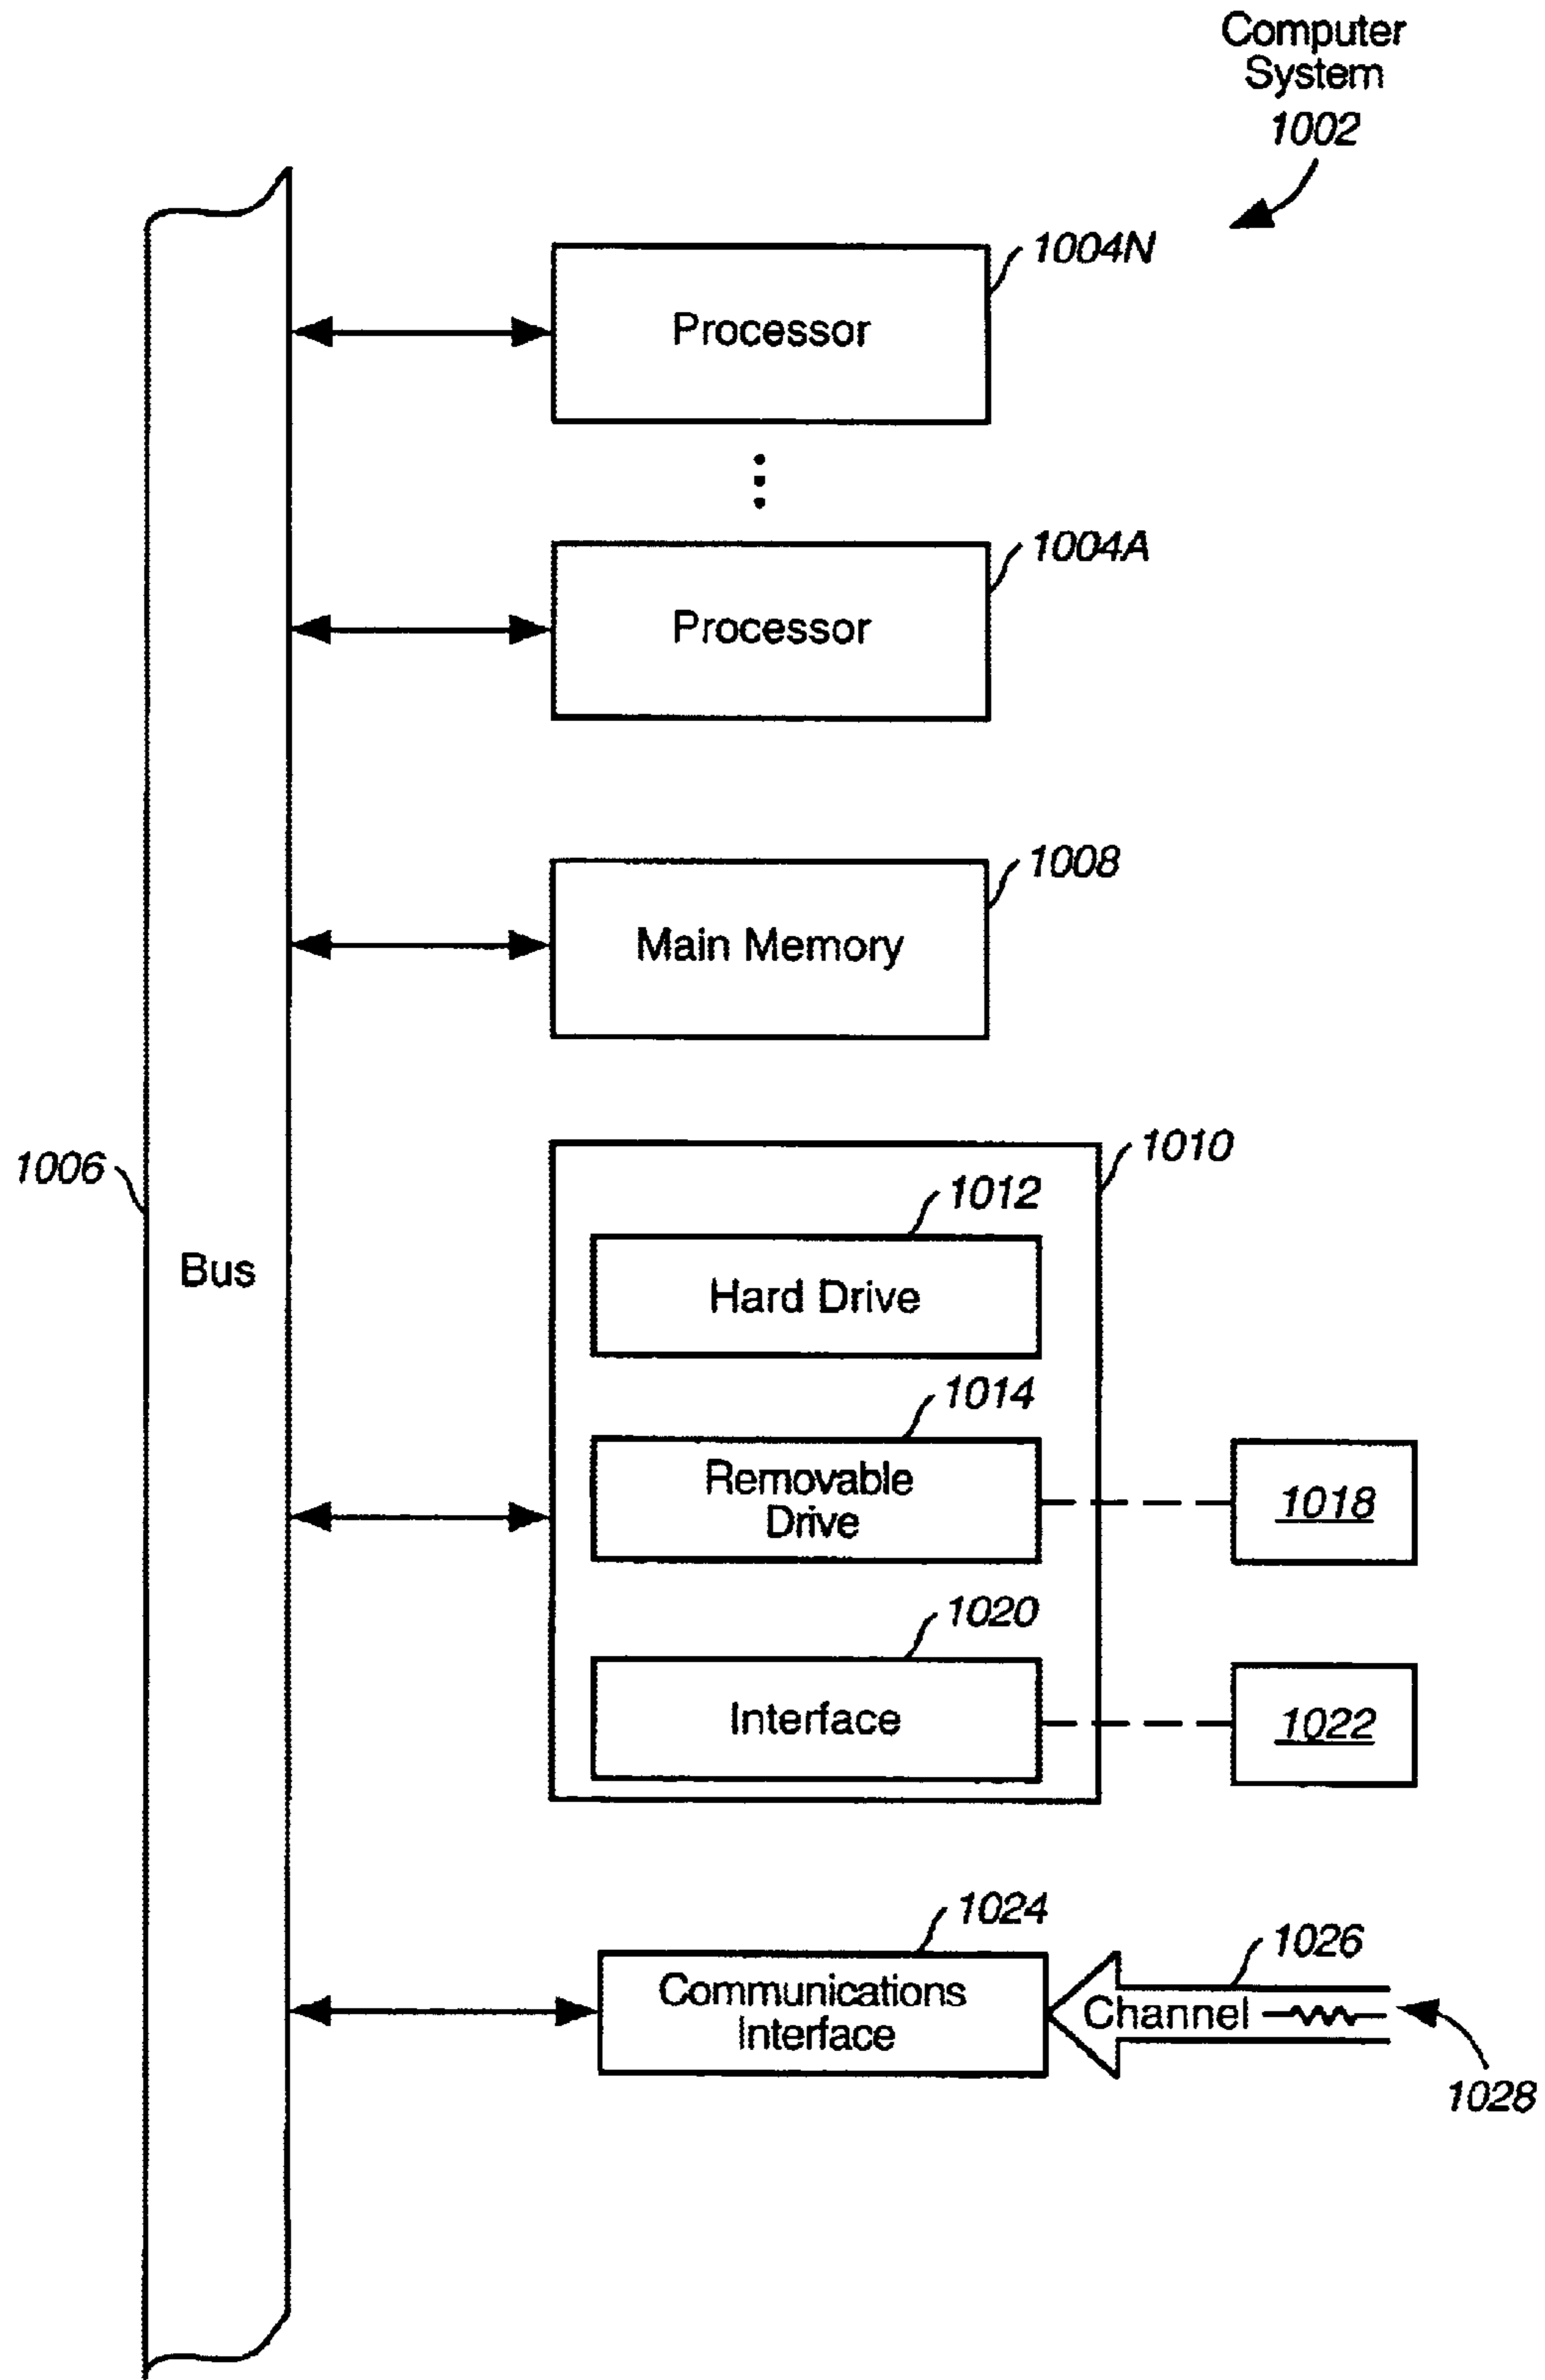 Computer
System
1002
1004N
Processor
1004A
Processor
1008
Main Memory
1006
Bus
1010
1012
Hard Drive
1014
Removable
Drive
1018
1020
Interface
1022
1024
Communications
Interface
1026
Channel
1028